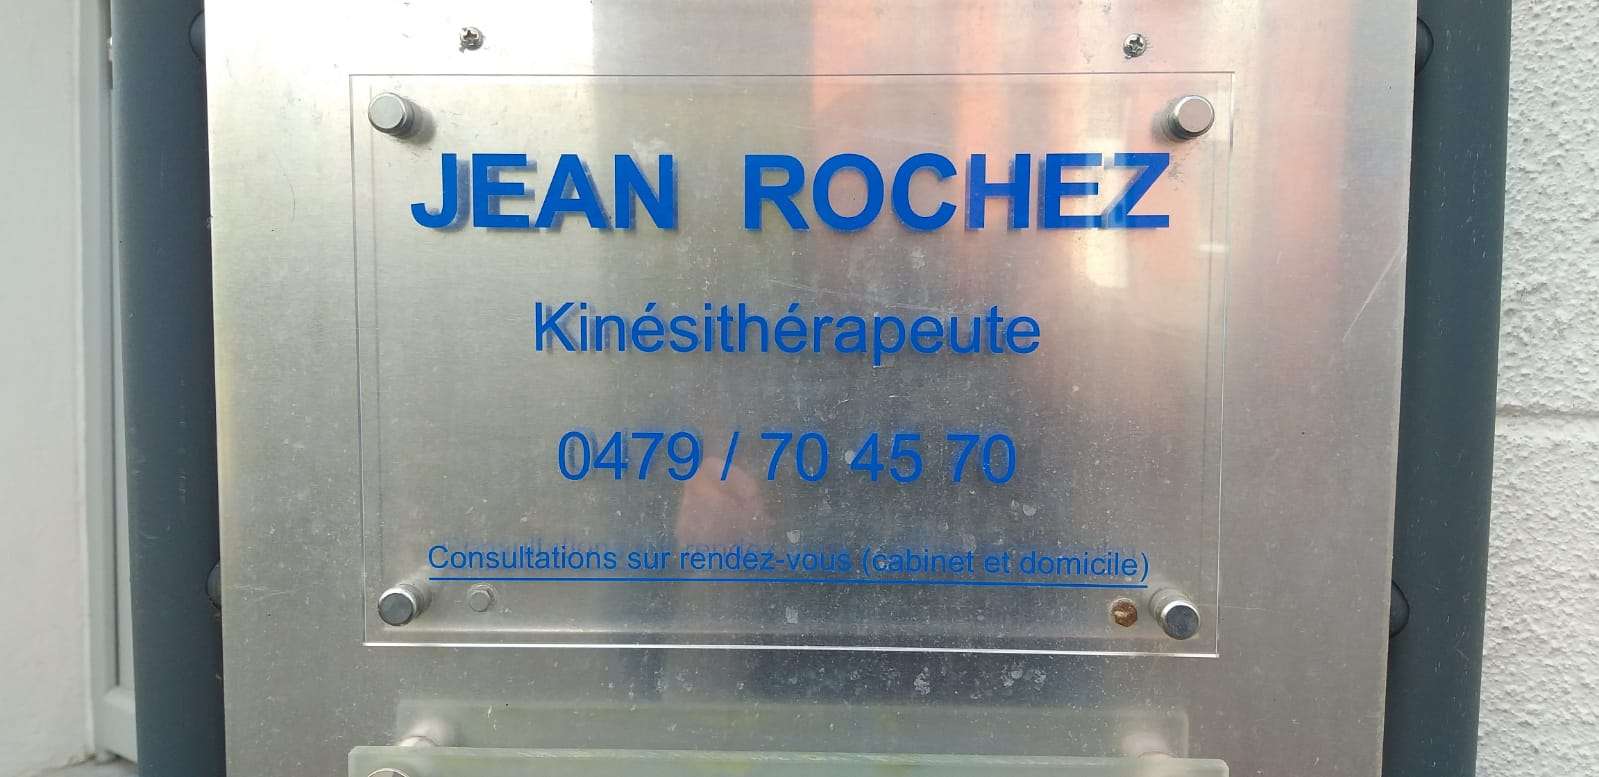 JEAN ROCHEZ
Kinésithérapeute
0479 / 70 45 70
Consultations sur rendez-vous (cabinet et domicile)